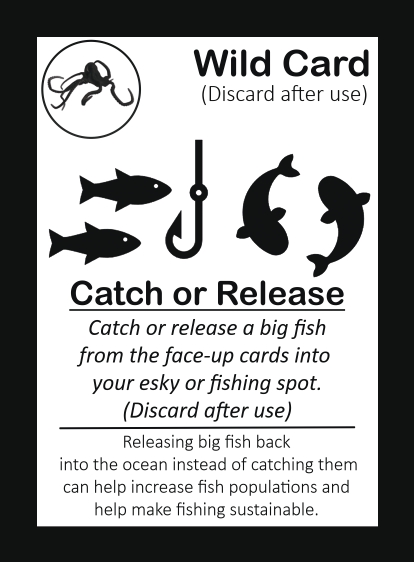 Wild Card
(Discard after use)
Catch or Release
Catch or release a big fish
from the face-up cards into
your esky or fishing spot.
(Discard after use)
Releasing big fish back
into the ocean instead of catching them
can help increase fish populations and
help make fishing sustainable.